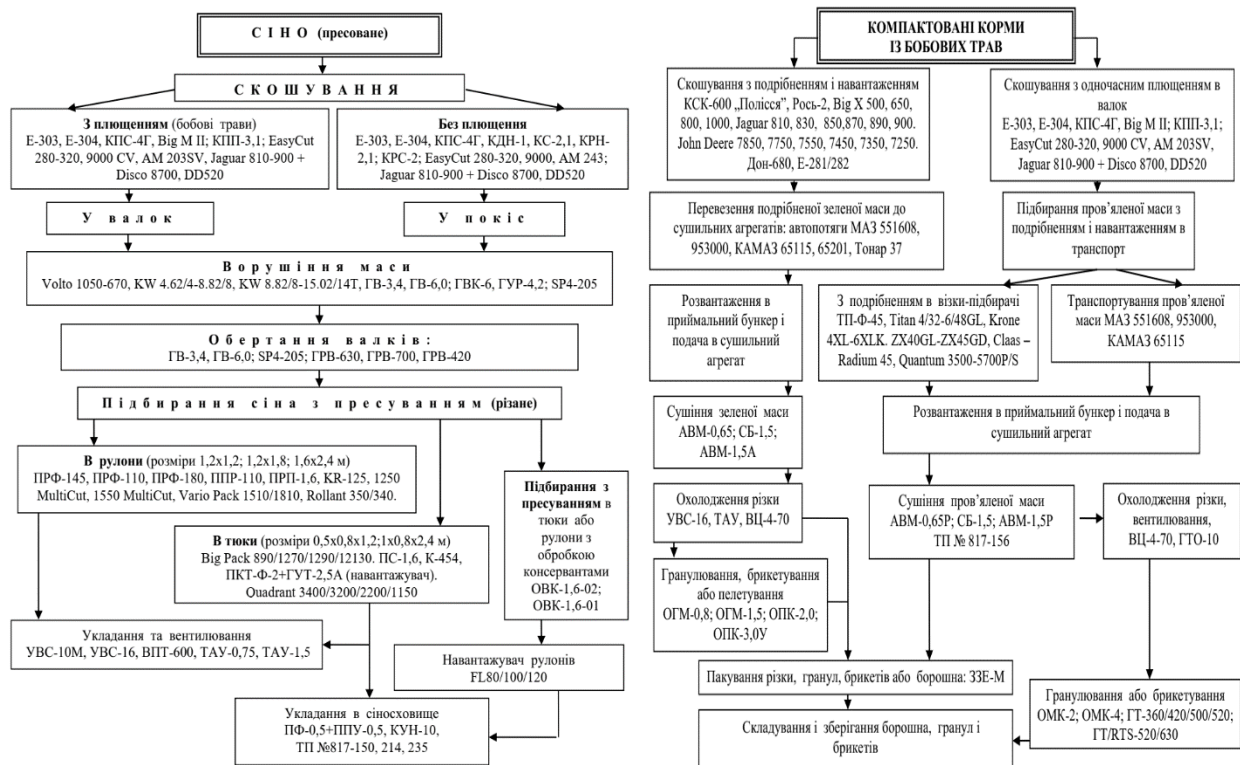 С І Н О (пресоване)
С К О Ш У В А Н Н Я
З плющенням (бобові трави)
Е-303, Е-304, КПС-4Г, Big M II; КПП-3,1; EasyCut
280-320, 9000 CV, AM 203SV, Jaguar 810-900 +
Disco 8700, DD520
Без плющення
Е-303, Е-304, КПС-4Г, КДН-1, КС-2,1, КРН-
2,1; КРС-2; EasyCut 280-320, 9000, AM 243;
Jaguar 810-900 + Disco 8700, DD520
У в а л о к
У п о к і с
В о р у ш і н н я м а с и
Volto 1050-670, KW 4.62/4-8.82/8, KW 8.82/8-15.02/14T, ГВ-3,4, ГВ-6,0; ГВК-6, ГУР-4,2; SP4-205
О б е р т а н н я в а л к і в :
ГВ-3,4, ГВ-6,0; SP4-205; ГРВ-630, ГРВ-700, ГРВ-420
П і д б и р а н н я с і н а з п р е с у в а н н я м (різане)
В рулони (розміри 1,2х1,2; 1,2х1,8; 1,6х2,4 м)
ПРФ-145, ПРФ-110, ПРФ-180, ППР-110, ПРП-1,6, KR-125, 1250
MultiCut, 1550 MultiCut, Vario Pack 1510/1810, Rollant 350/340.
В тюки (розміри 0,5х0,8х1,2;1х0,8х2,4 м)
Big Pack 890/1270/1290/12130. ПС-1,6, К-454,
ПКТ-Ф-2+ГУТ-2,5А (навантажувач).
Quadrant 3400/3200/2200/1150
Підбирання з
пресуванням в
тюки або
рулони з
обробкою
консервантами
ОВК-1,6-02;
ОВК-1,6-01
Укладання та вентилювання
УВС-10М, УВС-16, ВПТ-600, ТАУ-0,75, ТАУ-1,5
Навантажувач рулонів
FL80/100/120
Укладання в сіносховище
ПФ-0,5+ППУ-0,5, КУН-10,
ТП №817-150, 214, 235
КОМПАКТОВАНІ КОРМИ
ІЗ БОБОВИХ ТРАВ
Скошування з подрібненням і навантаженням
КСК-600 „Полісся”, Рось-2, Big X 500, 650,
800, 1000, Jaguar 810, 830, 850,870, 890, 900.
John Deere 7850, 7750, 7550, 7450, 7350, 7250.
Дон-680, Е-281/282
Скошування з одночасним плющенням в
валок
Е-303, Е-304, КПС-4Г, Big M II; КПП-3,1;
EasyCut 280-320, 9000 CV, AM 203SV,
Jaguar 810-900 + Disco 8700, DD520
Перевезення подрібненої зеленої маси до
сушильних агрегатів: автопотяги МАЗ 551608,
953000, КАМАЗ 65115, 65201, Тонар 37
Підбирання пров’яленої маси з
подрібненням і навантаженням в
транспорт
Розвантаження в
приймальний бункер і
подача в сушильний
агрегат
З подрібненням в візки-підбирачі
ТП-Ф-45, Titan 4/32-6/48GL, Krone
4XL-6XLK. ZX40GL-ZX45GD, Claas –
Radium 45, Quantum 3500-5700P/S
Транспортування пров’яленої
маси МАЗ 551608, 953000,
КАМАЗ 65115
Сушіння зеленої маси
АВМ-0,65; СБ-1,5;
АВМ-1,5А
Розвантаження в приймальний бункер і подача в
сушильний агрегат
Охолодження різки
УВС-16, ТАУ, ВЦ-4-70
Сушіння пров’яленої маси
АВМ-0,65Р; СБ-1,5; АВМ-1,5Р
ТП № 817-156
Охолодження різки,
вентилювання,
ВЦ-4-70, ГТО-10
Гранулювання, брикетування
або пелетування
ОГМ-0,8; ОГМ-1,5; ОПК-2,0;
ОПК-3,0У
Пакування різки, гранул, брикетів або борошна: ЗЗЕ-М
Гранулювання або брикетування
ОМК-2; ОМК-4; ГТ-360/420/500/520;
ГТ/RTS-520/630
Складування і зберігання борошна, гранул і
брикетів